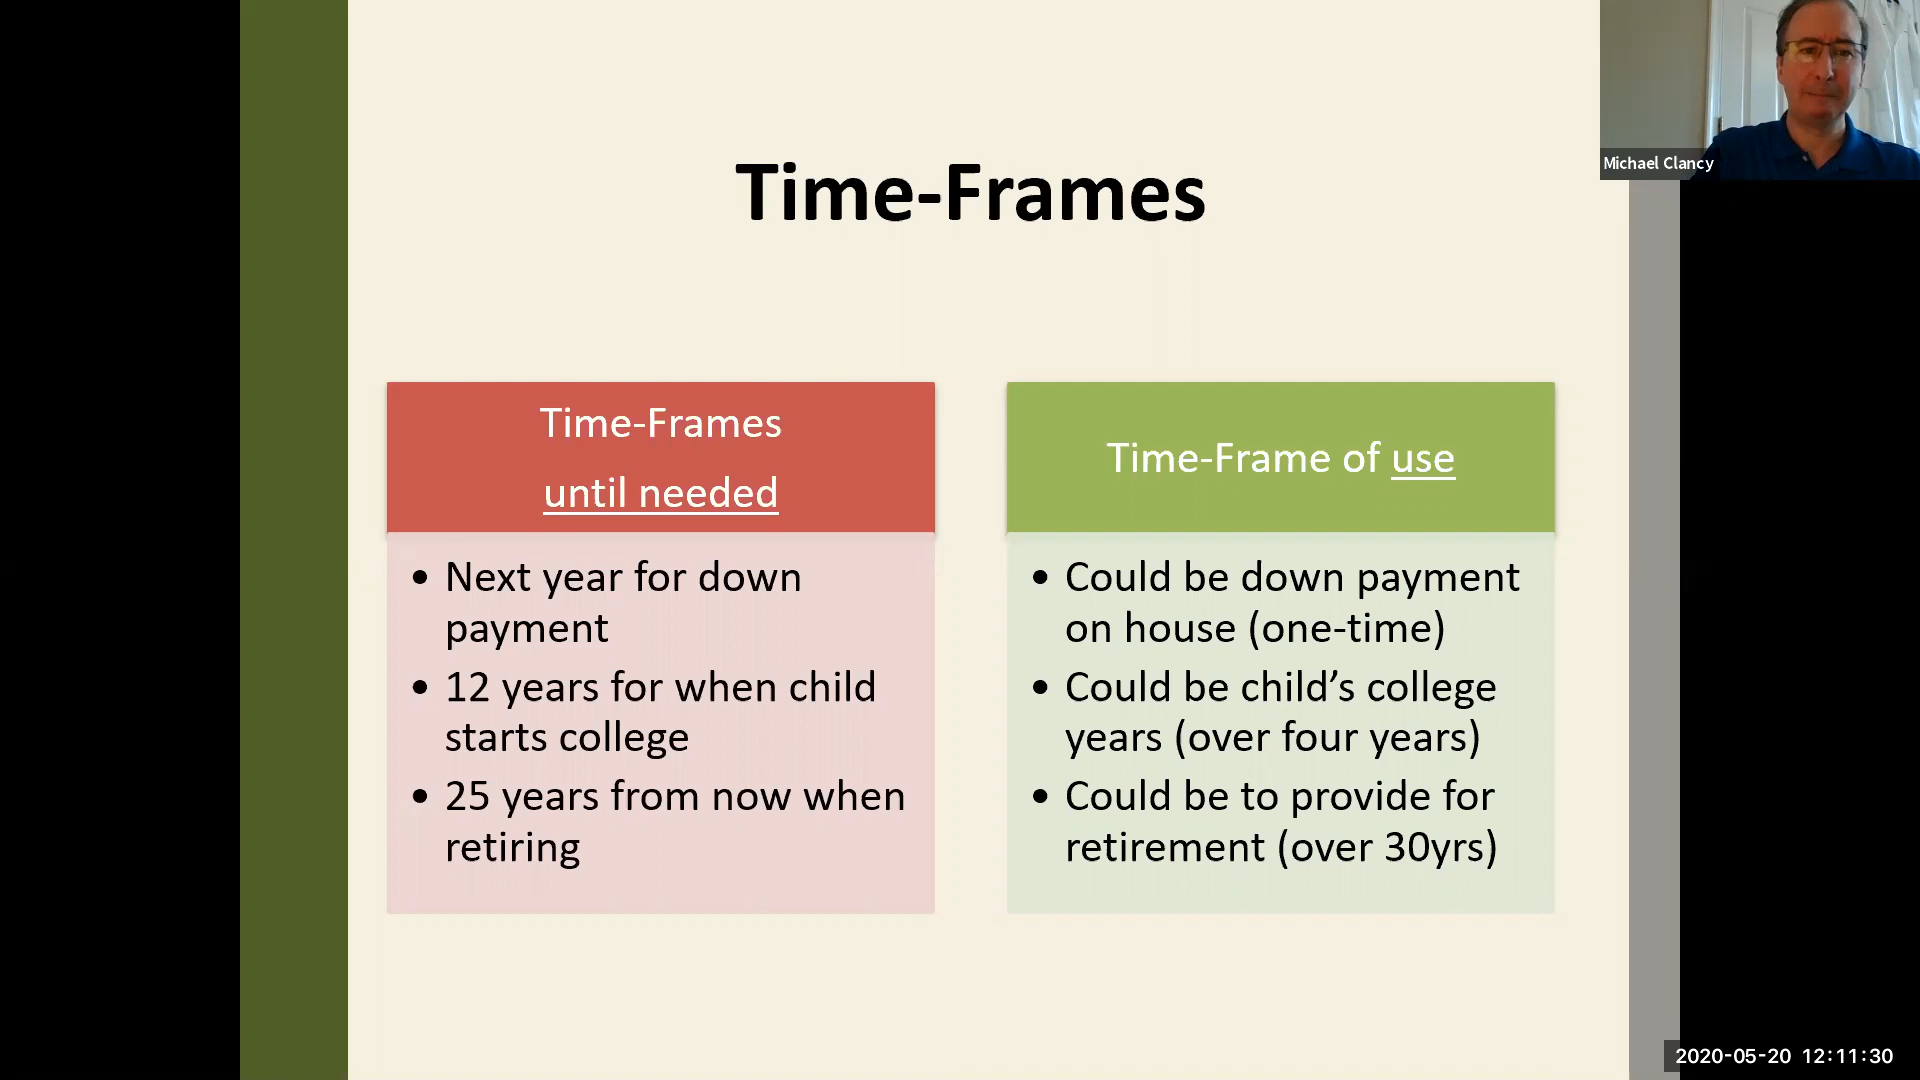 Time-Frames
Michael Clancy
Time-Frames
until needed
• Next year for down
payment
• 12 years for when child
starts college
• 25 years from now when
retiring
Time-Frame of use
• Could be down payment
on house (one-time)
• Could be child’s college
years (over four years)
• Could be to provide for
retirement (over 30yrs)
2020-05-20 12:11:30